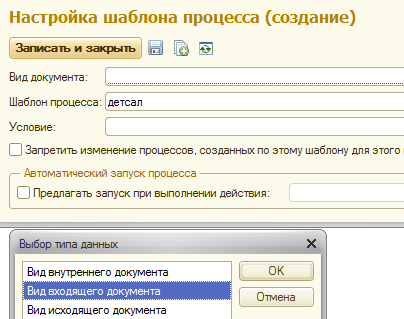 Настройка шаблона процесса (создание)
Записать и закрыть
Вид документа:
Шаблон процесса: детсал
Условие:
Запретить изменение процессов, созданных по этому шаблону для этого
Автоматический запуск процесса
Предлагать запуск при выполнении действия:
Выбор типа данных
Вид внутреннего документа
OK
Вид входящего документа
Отмена
Вид исходящего документа